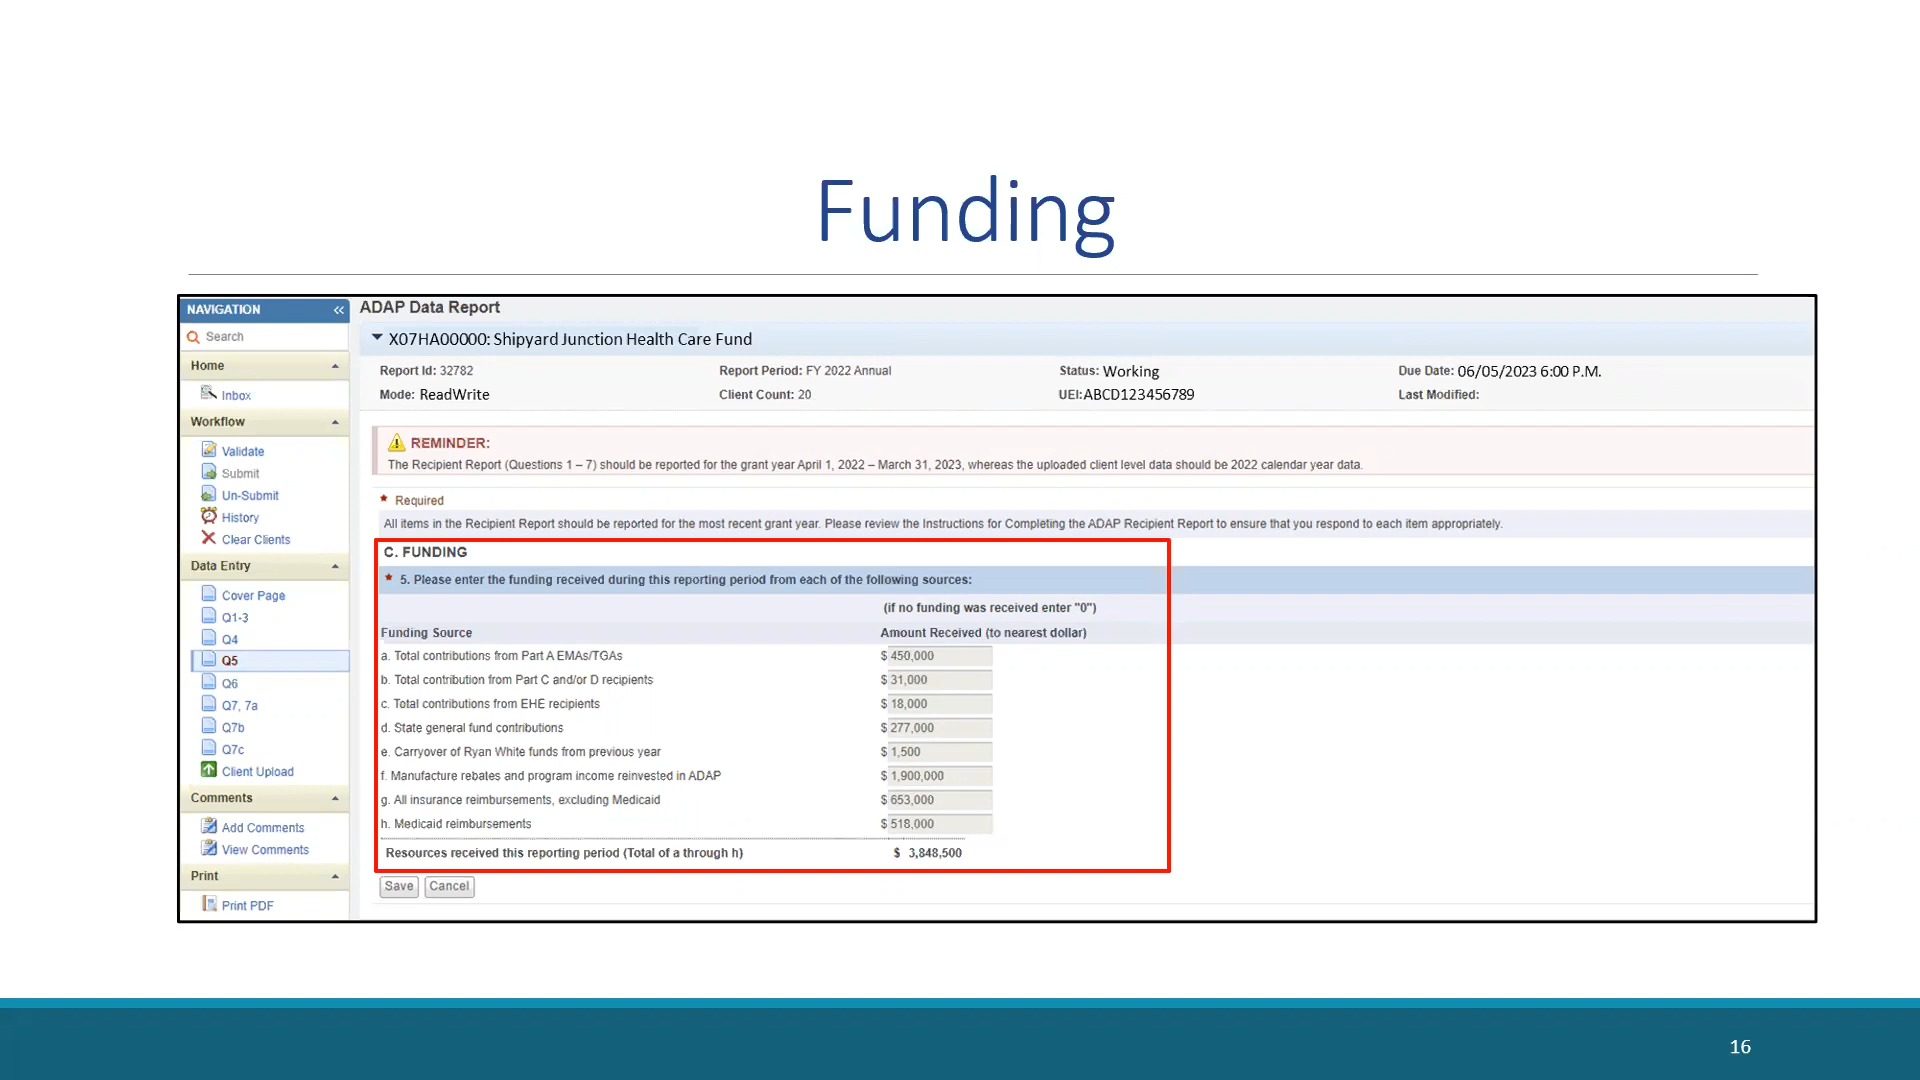 Funding
NAVIGATION «
Search
Home
Inbox
Workflow
Validate
Submit
Un-Submit
History
Clear Clients
Data Entry
Cover Page
Q1-3
Q4
Q5
Q6
Q7, 7a
Q7b
Q7c
Client Upload
Comments
Add Comments
View Comments
Print
Print PDF
ADAP Data Report
X07HA00000: Shipyard Junction Health Care Fund
Report Id: 32782 Report Period: FY 2022 Annual Status: Working Due Date: 06/05/2023 6:00 P.M.
Mode: ReadWrite Client Count: 20 UEI:ABCD123456789 Last Modified:
REMINDER:
The Recipient Report (Questions 1 – 7) should be reported for the grant year April 1, 2022 – March 31, 2023, whereas the uploaded client level data should be 2022 calendar year data.
* Required
All items in the Recipient Report should be reported for the most recent grant year. Please review the Instructions for Completing the ADAP Recipient Report to ensure that you respond to each item appropriately.
C. FUNDING
* 5. Please enter the funding received during this reporting period from each of the following sources:
(if no funding was received enter "0")
Funding Source Amount Received (to nearest dollar)
a. Total contributions from Part A EMAs/TGAs $ 450,000
b. Total contribution from Part C and/or D recipients $ 31,000
c. Total contributions from EHE recipients $ 18,000
d. State general fund contributions $ 277,000
e. Carryover of Ryan White funds from previous year $ 1,500
f. Manufacture rebates and program income reinvested in ADAP $ 1,900,000
g. All insurance reimbursements, excluding Medicaid $ 653,000
h. Medicaid reimbursements $ 518,000
Resources received this reporting period (Total of a through h) $ 3,848,500
Save Cancel
16